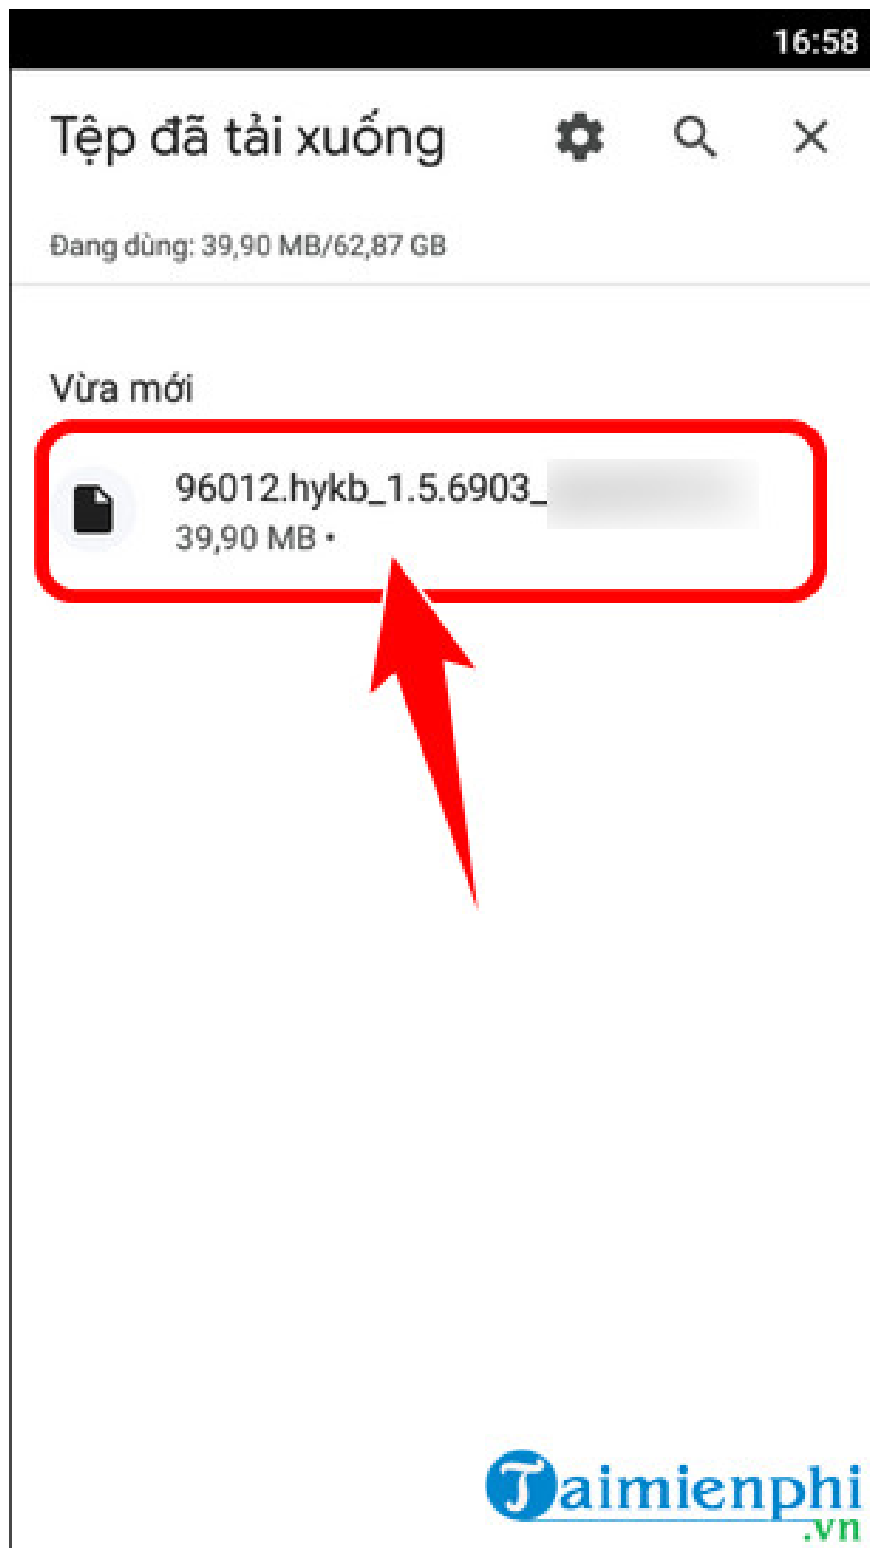 16:58
Tệp đã tải xuống
Đang dùng: 39,90 MB/62,87 GB
Vừa mới
96012.hykb_1.5.6903_
39,90 MB •
Taimienphi
.vn